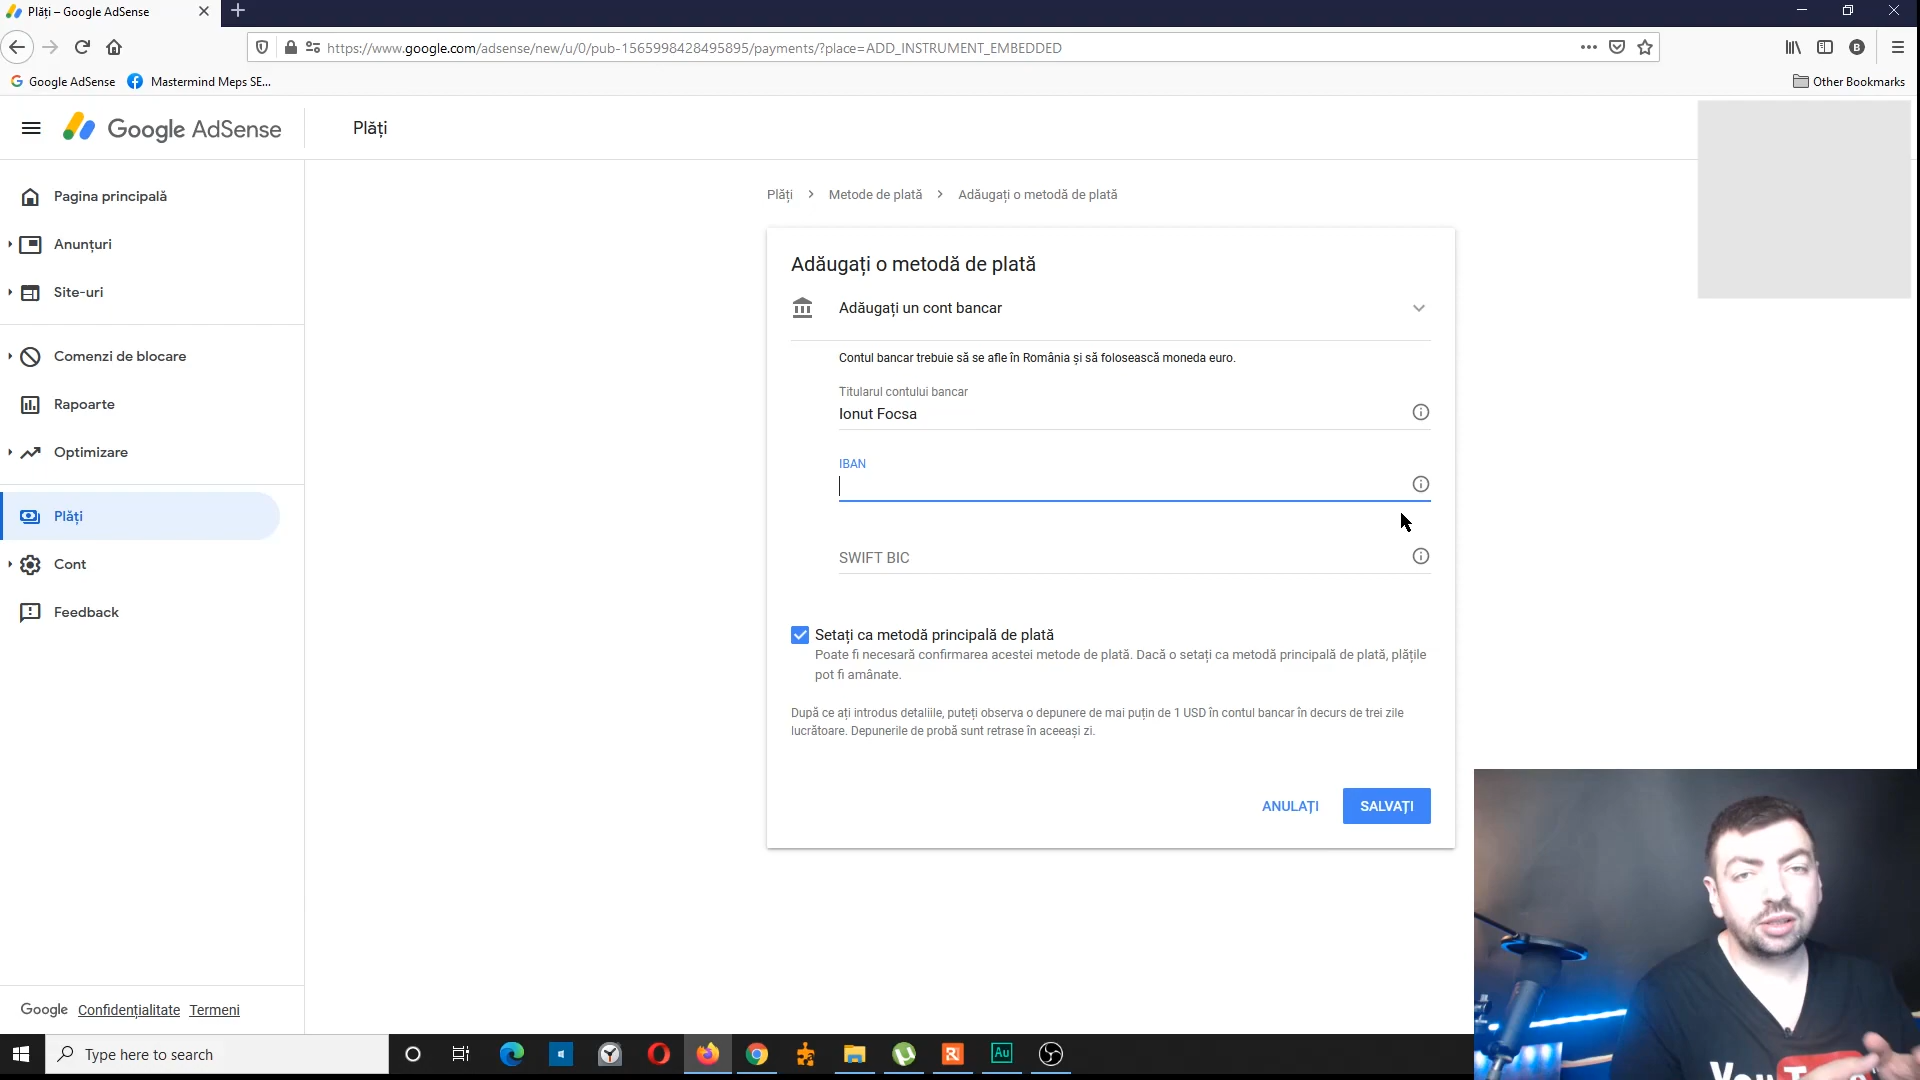 Plăți – Google AdSense
https://www.google.com/adsense/new/u/0/pub-1565998428495895/payments/?place=ADD_INSTRUMENT_EMBEDDED
B
Google AdSense
Mastermind Meps SE...
Other Bookmarks
Google AdSense
Plăți
Pagina principală
Anunțuri
Site-uri
Comenzi de blocare
Rapoarte
Optimizare
Plăți
Cont
Feedback
Plăți > Metode de plată > Adăugați o metodă de plată
Adăugați o metodă de plată
Adăugați un cont bancar
Contul bancar trebuie să se afle în România și să folosească moneda euro.
Titularul contului bancar
Ionut Focsa
IBAN
SWIFT BIC
Setați ca metodă principală de plată
Poate fi necesară confirmarea acestei metode de plată. Dacă o setați ca metodă principală de plată, plățile
pot fi amânate.
După ce ați introdus detaliile, puteți observa o depunere de mai puțin de 1 USD în contul bancar în decurs de trei zile
lucrătoare. Depunerile de probă sunt retrase în aceeași zi.
ANULAȚI
SALVAȚI
Google Confidențialitate Termeni
Type here to search
Au